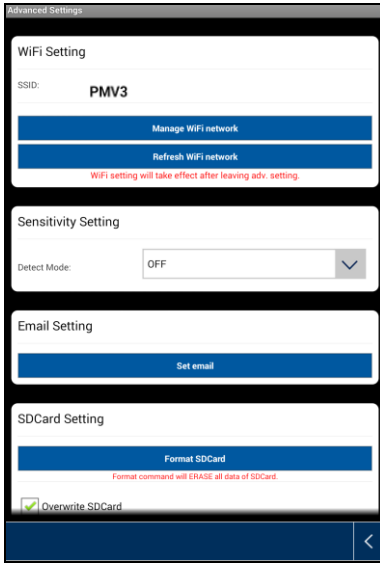 Advanced Settings
WiFi Setting
SSID: PMV3
Manage WiFi network
Refresh WiFi network
WiFi setting will take effect after leaving adv. setting.
Sensitivity Setting
Detect Mode: OFF
Email Setting
Set email
SDCard Setting
Format SDCard
Format command will ERASE all data of SDCard.
Overwrite SDCard